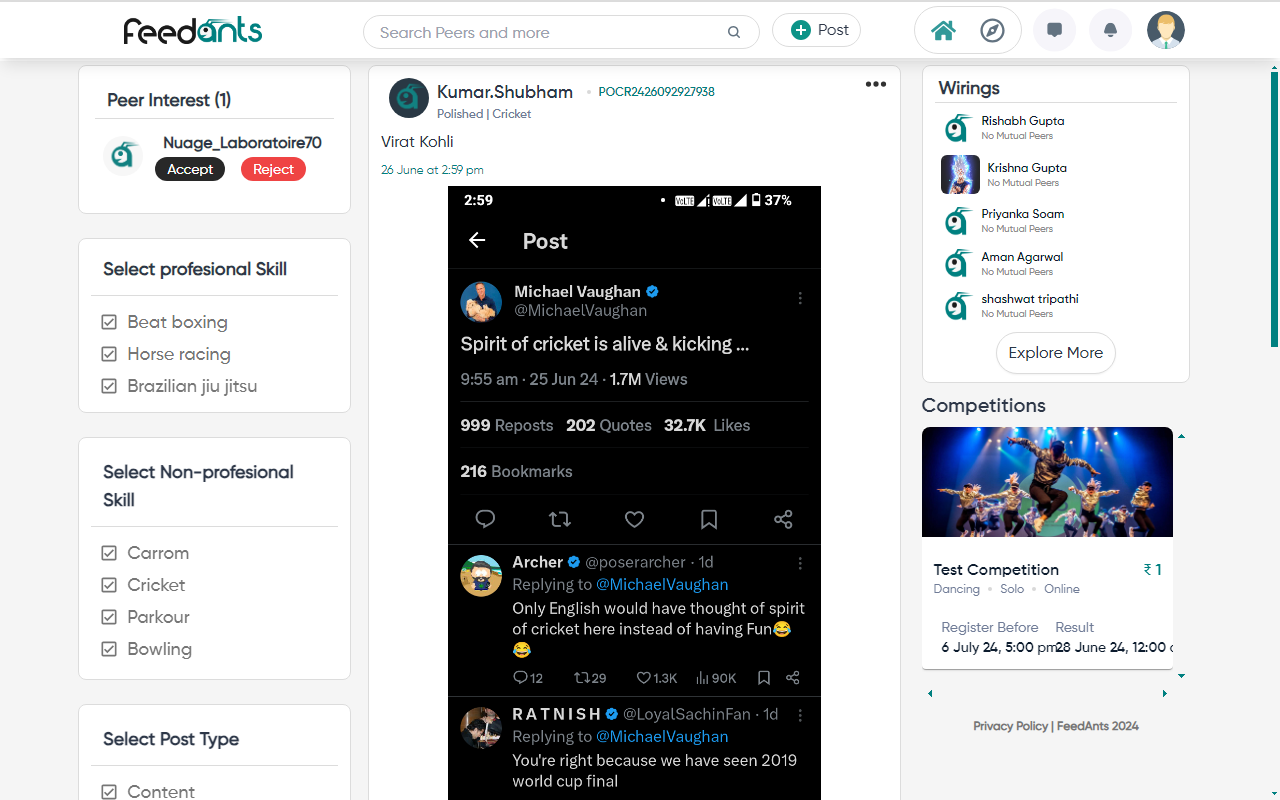 feedants
Search Peers and more
Post
Peer Interest (1)
Nuage_Laboratoire70
Accept
Reject
Select profesional Skill
Beat boxing
Horse racing
Brazilian jiu jitsu
Select Non-profesional
Skill
Carrom
Cricket
Parkour
Bowling
Select Post Type
Content
Kumar.Shubham
POCR2426092927938
Polished | Cricket
Virat Kohli
26 June at 2:59 pm
2:59
VoLTE VoLTE 37%
Post
Michael Vaughan
@MichaelVaughan
Spirit of cricket is alive & kicking ...
9:55 am · 25 Jun 24 · 1.7M Views
999 Reposts 202 Quotes 32.7K Likes
216 Bookmarks
Archer @poserarcher · 1d
Replying to @MichaelVaughan
Only English would have thought of spirit
of cricket here instead of having Fun😂
😂
12 29 1.3K 90K
R A T N I S H @LoyalSachinFan · 1d
Replying to @MichaelVaughan
You're right because we have seen 2019
world cup final
Wirings
Rishabh Gupta
No Mutual Peers
Krishna Gupta
No Mutual Peers
Priyanka Soam
No Mutual Peers
Aman Agarwal
No Mutual Peers
shashwat tripathi
No Mutual Peers
Explore More
Competitions
Test Competition ₹ 1
Dancing • Solo • Online
Register Before Result
6 July 24, 5:00 pm 28 June 24, 12:00
Privacy Policy | FeedAnts 2024